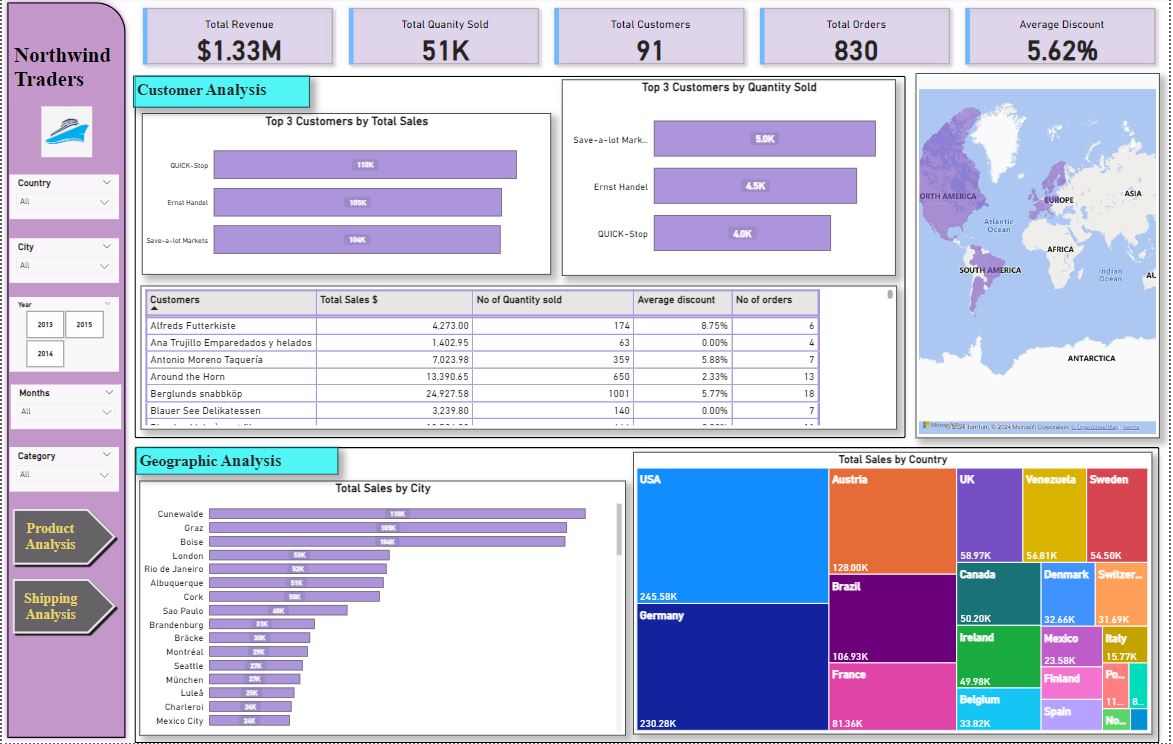 Northwind
Traders
Country
All
City
All
Year
2013
2015
2014
Months
All
Category
All
Product
Analysis
Shipping
Analysis
Total Revenue
$1.33M
Total Quanity Sold
51K
Total Customers
91
Total Orders
830
Average Discount
5.62%
Customer Analysis
Top 3 Customers by Total Sales
QUICK-Stop
110K
Ernst Handel
105K
Save-a-lot Markets
104K
Top 3 Customers by Quantity Sold
Save-a-lot Mark...
5.0K
Ernst Handel
4.5K
QUICK-Stop
4.0K
Customers Total Sales $ No of Quantity sold Average discount No of orders
Alfreds Futterkiste 4,273.00 174 8.75% 6
Ana Trujillo Emparedados y helados 1,402.95 63 0.00% 4
Antonio Moreno Taquería 7,023.98 359 5.88% 7
Around the Horn 13,390.65 650 2.33% 13
Berglunds snabbköp 24,927.58 1001 5.77% 18
Blauer See Delikatessen 3,239.80 140 0.00% 7
ORTH AMERICA
EUROPE
ASIA
Atlantic
Ocean
AFRICA
SOUTH AMERICA
Indian
Ocean
AU
ANTARCTICA
© 2024 TomTom, © 2024 Microsoft Corporation, © OpenStreetMap Terms
Geographic Analysis
Total Sales by City
Cunewalde 110K
Graz 105K
Boise 104K
London 53K
Rio de Janeiro 52K
Albuquerque 51K
Cork 50K
Sao Paulo 40K
Brandenburg 31K
Bräcke 30K
Montréal 29K
Seattle 27K
München 27K
Luleå 25K
Charleroi 24K
Mexico City 24K
Total Sales by Country
USA
245.58K
Germany
230.28K
Austria
128.00K
Brazil
106.93K
France
81.36K
UK
58.97K
Venezuela
56.81K
Sweden
54.50K
Canada
50.20K
Ireland
49.98K
Belgium
33.82K
Denmark
32.66K
Switzer...
31.69K
Mexico
23.58K
Finland
Spain
Italy
15.77K
Po...
11...
8...
No...